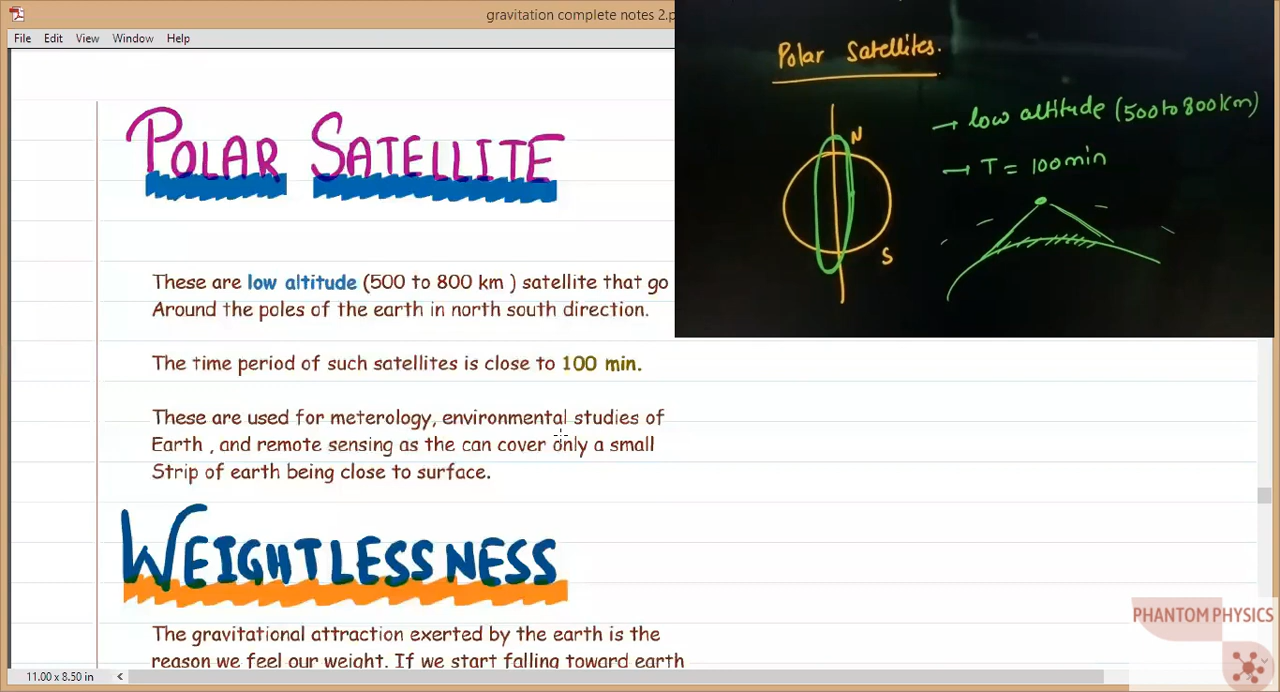 gravitation complete notes 2.p
File Edit View Window Help
POLAR SATELLITE
These are low altitude (500 to 800 km ) satellite that go
Around the poles of the earth in north south direction.
The time period of such satellites is close to 100 min.
These are used for meterology, environmental studies of
Earth , and remote sensing as the can cover only a small
Strip of earth being close to surface.
WEIGHTLESSNESS
The gravitational attraction exerted by the earth is the
reason we feel our weight. If we start falling toward earth
Polar Satellites.
N
S
→ low altitude (500 to 800 km)
→ T = 100 min
PHANTOM PHYSICS
11.00 x 8.50 in